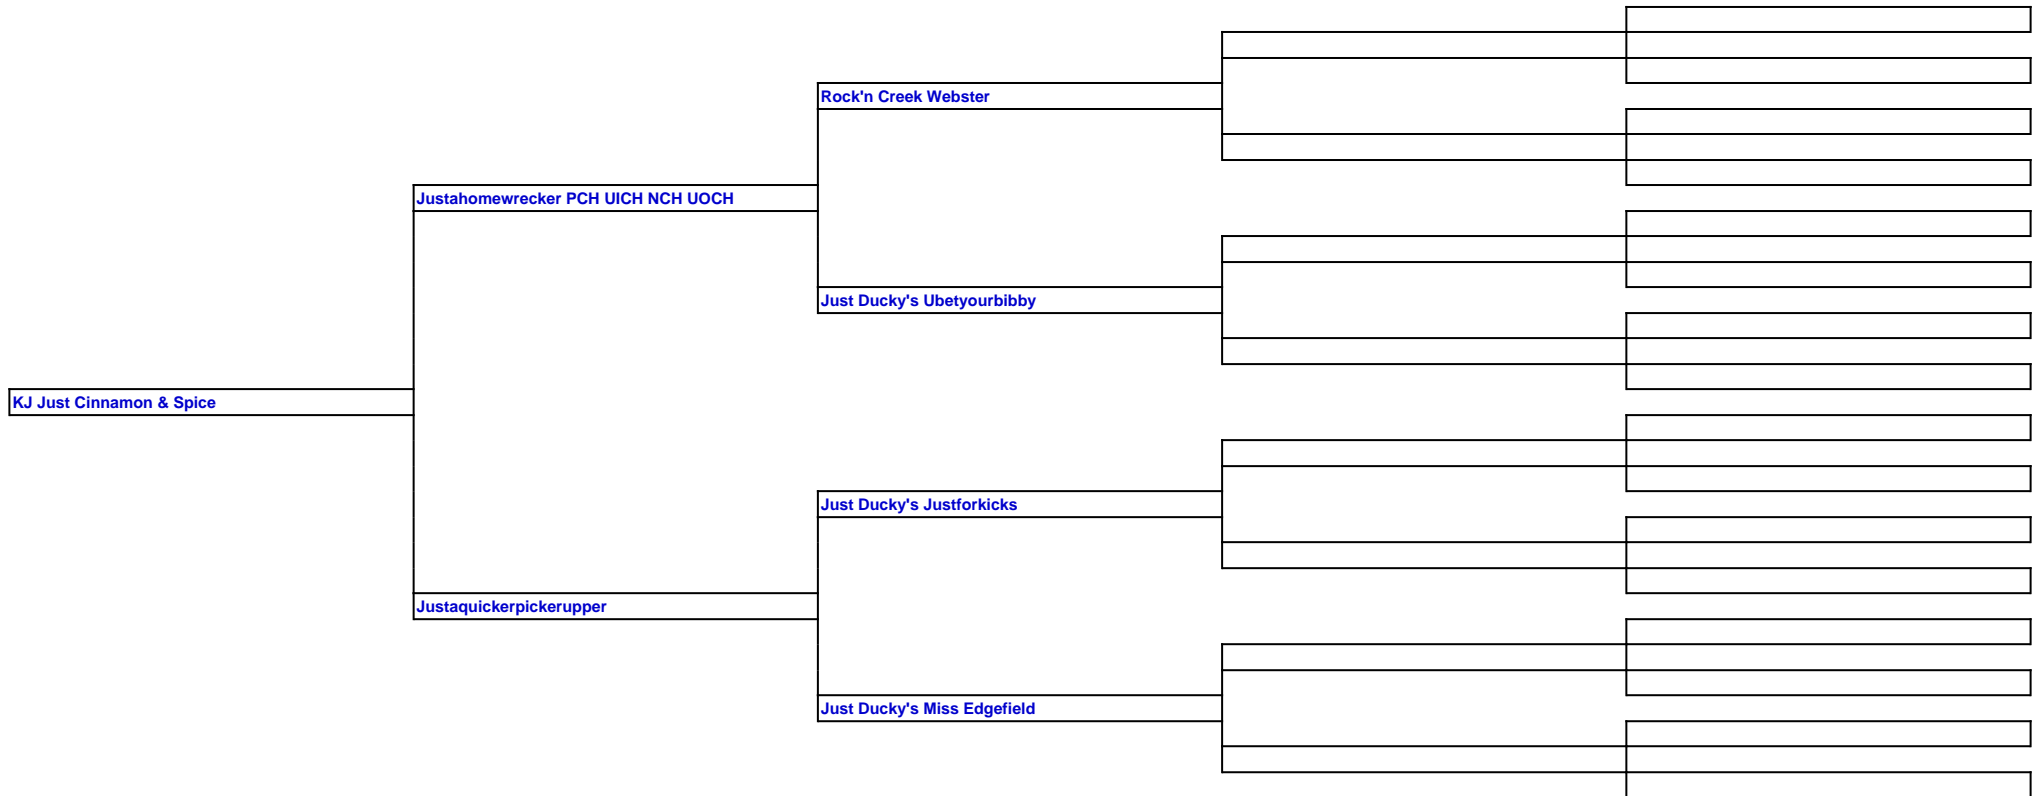 Rock'n Creek Webster
Justahomewrecker PCH UICH NCH UOCH
Just Ducky's Ubetyourbibby
KJ Just Cinnamon & Spice
Just Ducky's Justforkicks
Justaquickerpickerupper
Just Ducky's Miss Edgefield